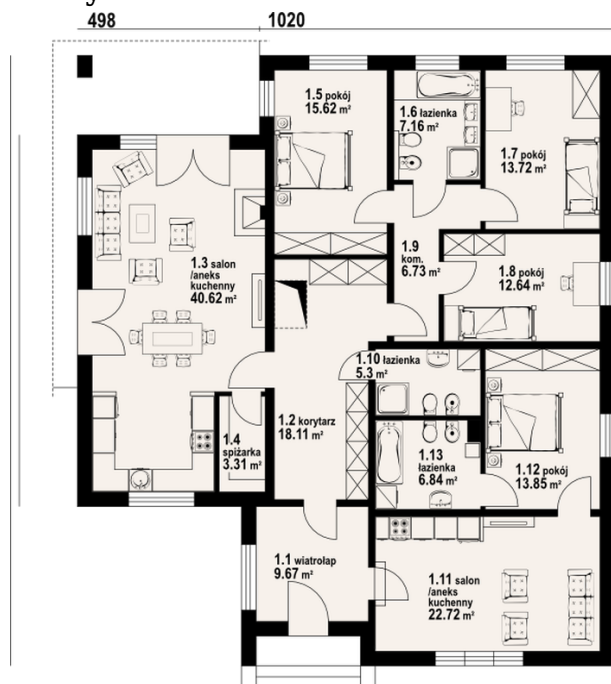 498
1020
1.5 pokój
15.62 m²
1.6 łazienka
7.16 m²
1.7 pokój
13.72 m²
1.3 salon
/aneks
kuchenny
40.62 m²
1.9
kom.
6.73 m²
1.8 pokój
12.64 m²
1.10 łazienka
5.3 m²
1.4
spiżarka
3.31 m²
1.2 korytarz
18.11 m²
1.13
łazienka
6.84 m²
1.12 pokój
13.85 m²
1.1 wiatrołap
9.67 m²
1.11 salon
/aneks
kuchenny
22.72 m²